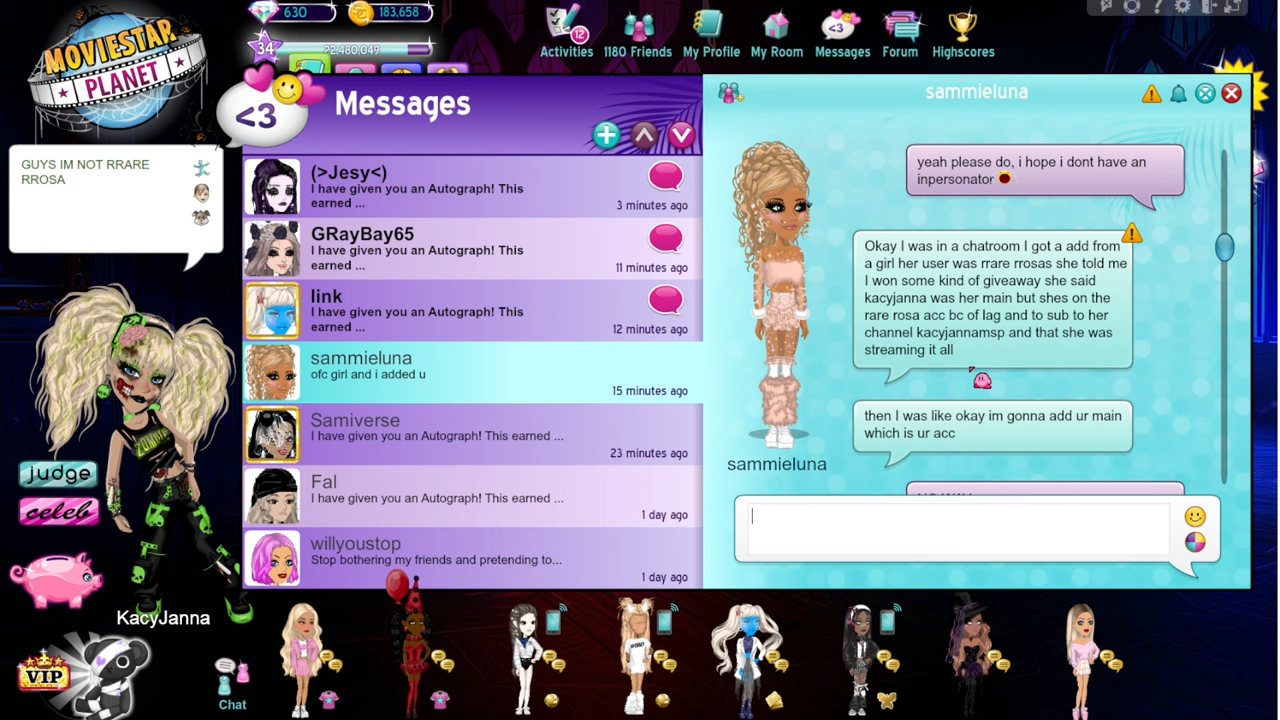 MOVIESTAR
PLANET
630
183,658
34
22,480,049
12
Activities
1180 Friends
My Profile
My Room
Messages
Forum
Highscores
<3
Messages
GUYS IM NOT RRARE
RROSA
(>Jesy<)
I have given you an Autograph! This
earned ...
3 minutes ago
GRayBay65
I have given you an Autograph! This
earned ...
11 minutes ago
link
I have given you an Autograph! This
earned ...
12 minutes ago
sammieluna
ofc girl and i added u
15 minutes ago
Samiverse
I have given you an Autograph! This earned ...
23 minutes ago
Fal
I have given you an Autograph! This earned ...
1 day ago
willyoustop
Stop bothering my friends and pretending to...
1 day ago
sammieluna
yeah please do, i hope i dont have an
inpersonator
Okay I was in a chatroom I got a add from
a girl her user was rrare rrosas she told me
I won some kind of giveaway she said
kacyjanna was her main but shes on the
rare rosa acc bc of lag and to sub to her
channel kacyjannamsp and that she was
streaming it all
then I was like okay im gonna add ur main
which is ur acc
sammieluna
judge
celeb
ZOMBIE
KacyJanna
VIP
Chat